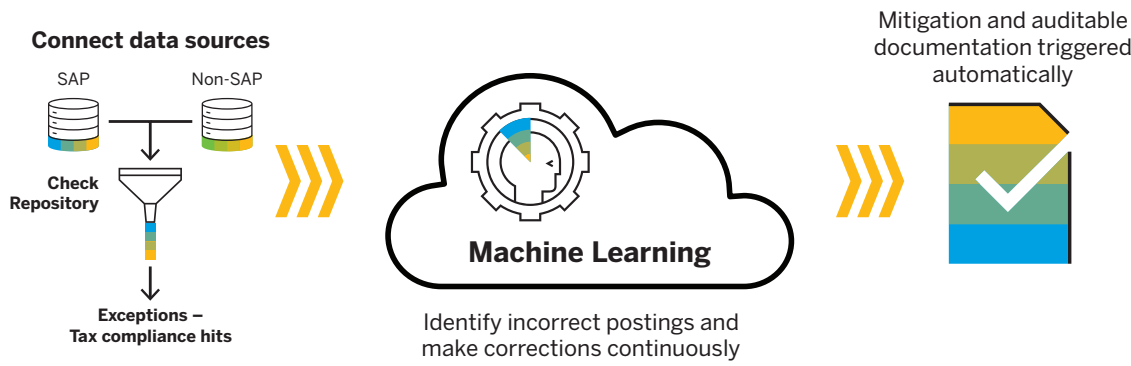 Connect data sources
SAP
Non-SAP
Check
Repository
Exceptions –
Tax compliance hits
Machine Learning
Identify incorrect postings and
make corrections continuously
Mitigation and auditable
documentation triggered
automatically